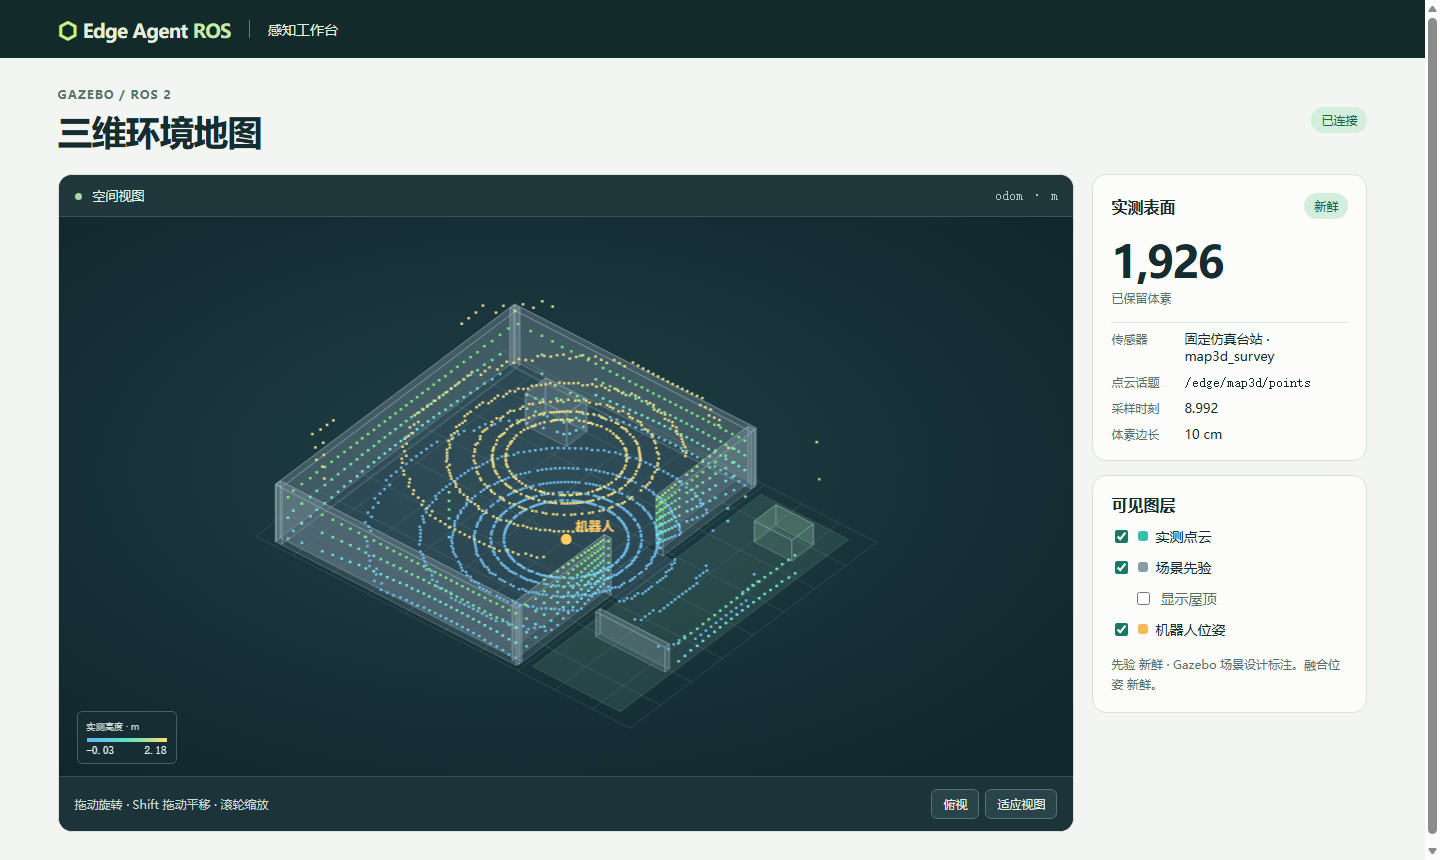 Edge Agent ROS
感知工作台
GAZEBO / ROS 2
三维环境地图
已连接
空间视图
odom · m
机器人
实测高度 · m
−0.03 2.18
拖动旋转 · Shift 拖动平移 · 滚轮缩放
俯视
适应视图
实测表面
新鲜
1,926
已保留体素
传感器 固定仿真台站 ·
map3d_survey
点云话题 /edge/map3d/points
采样时刻 8.992
体素边长 10 cm
可见图层
实测点云
场景先验
显示屋顶
机器人位姿
先验 新鲜 · Gazebo 场景设计标注。融合位
姿 新鲜。